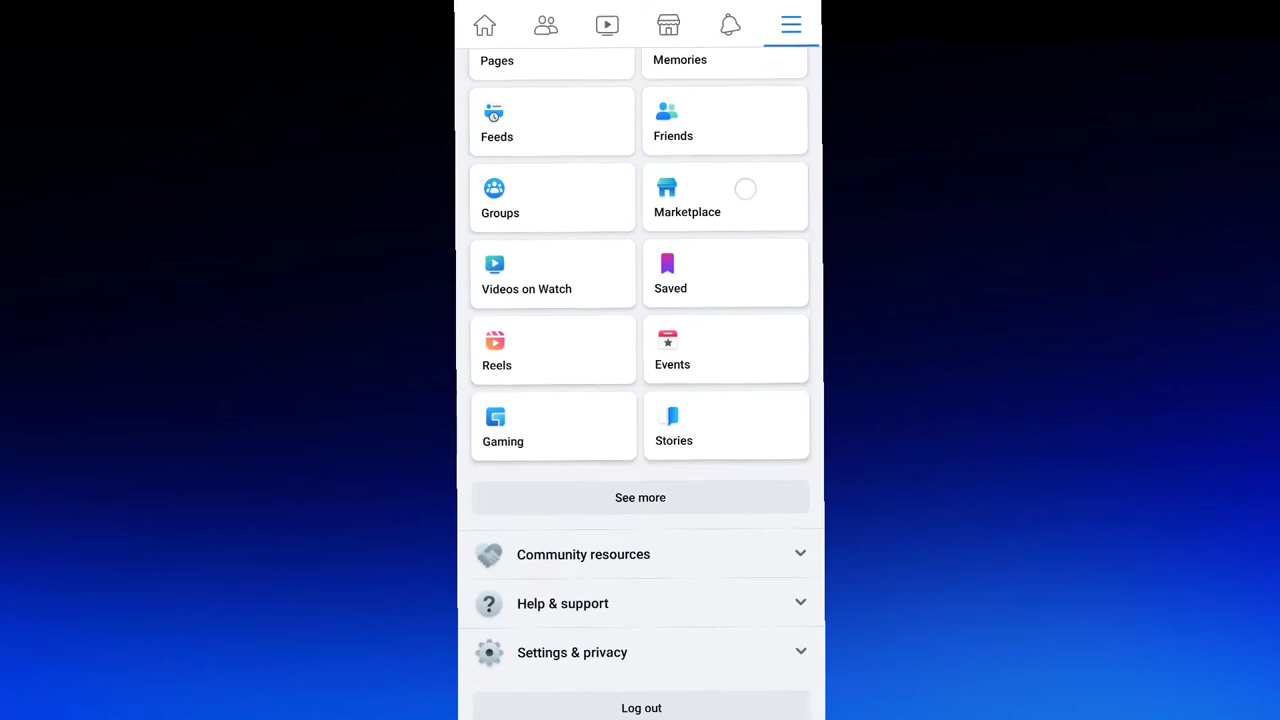 Pages
Memories
Feeds
Friends
Groups
Marketplace
Videos on Watch
Saved
Reels
Events
Gaming
Stories
See more
Community resources
Help & support
Settings & privacy
Log out